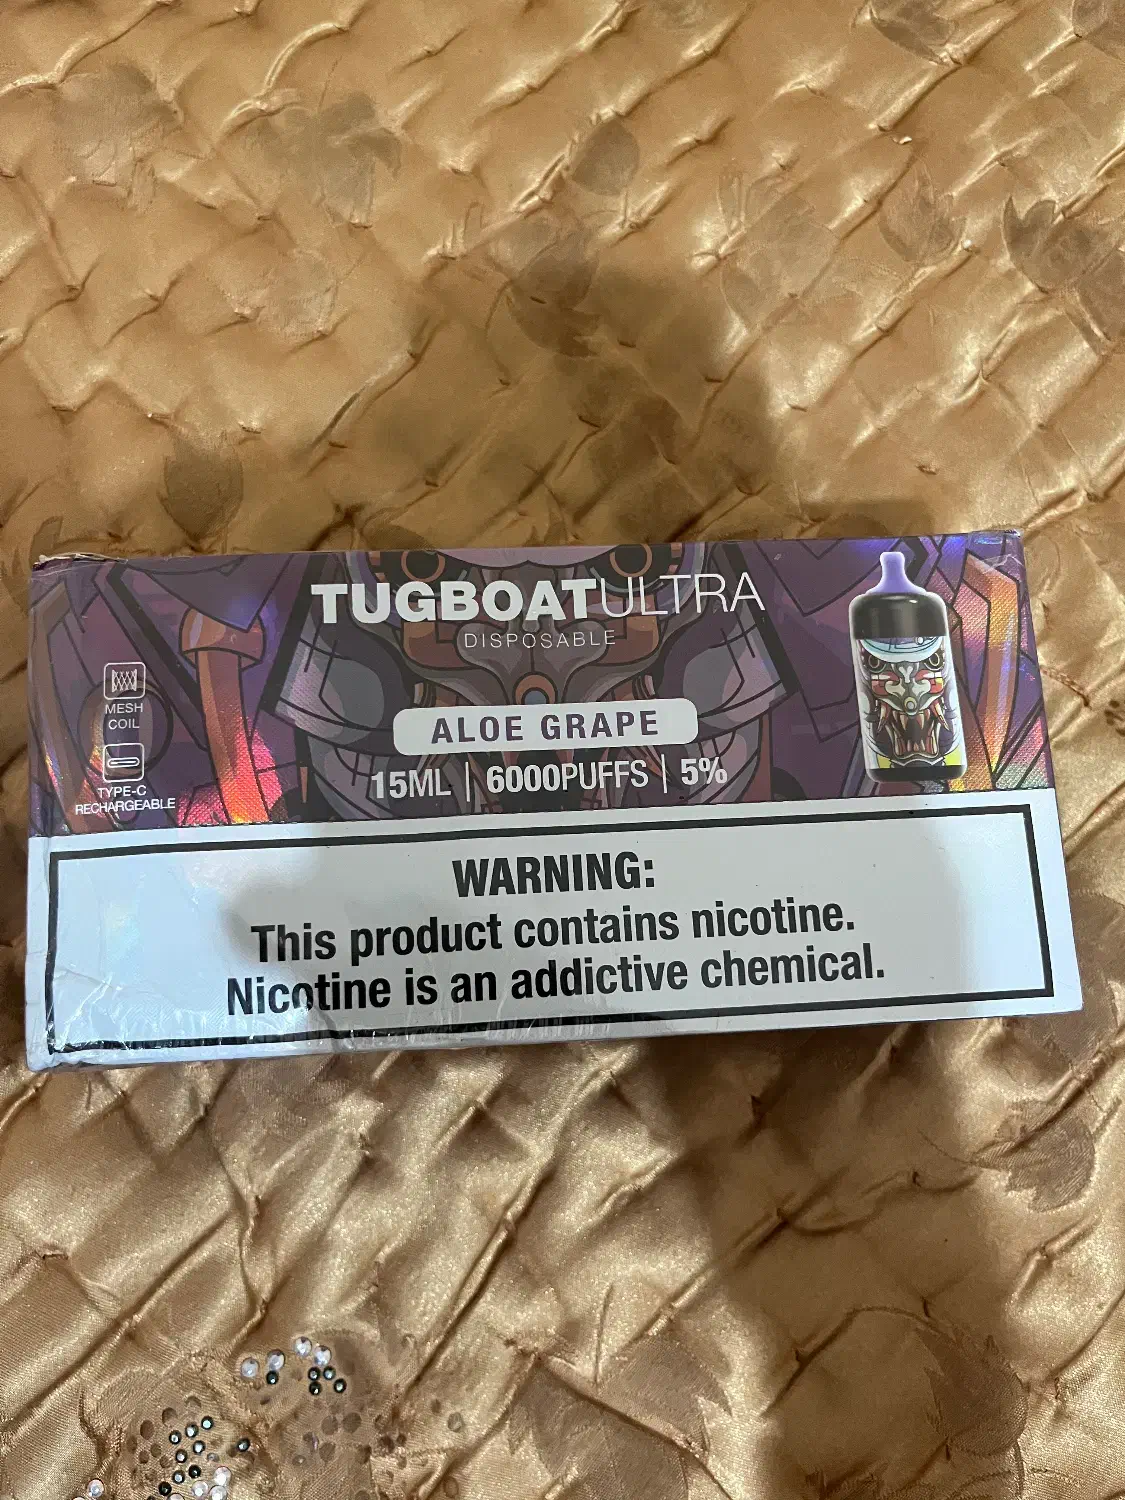 TUGBOATULTRA
DISPOSABLE
MESH
COIL
TYPE-C
RECHARGEABLE
ALOE GRAPE
15ML | 6000PUFFS | 5%
WARNING:
This product contains nicotine.
Nicotine is an addictive chemical.